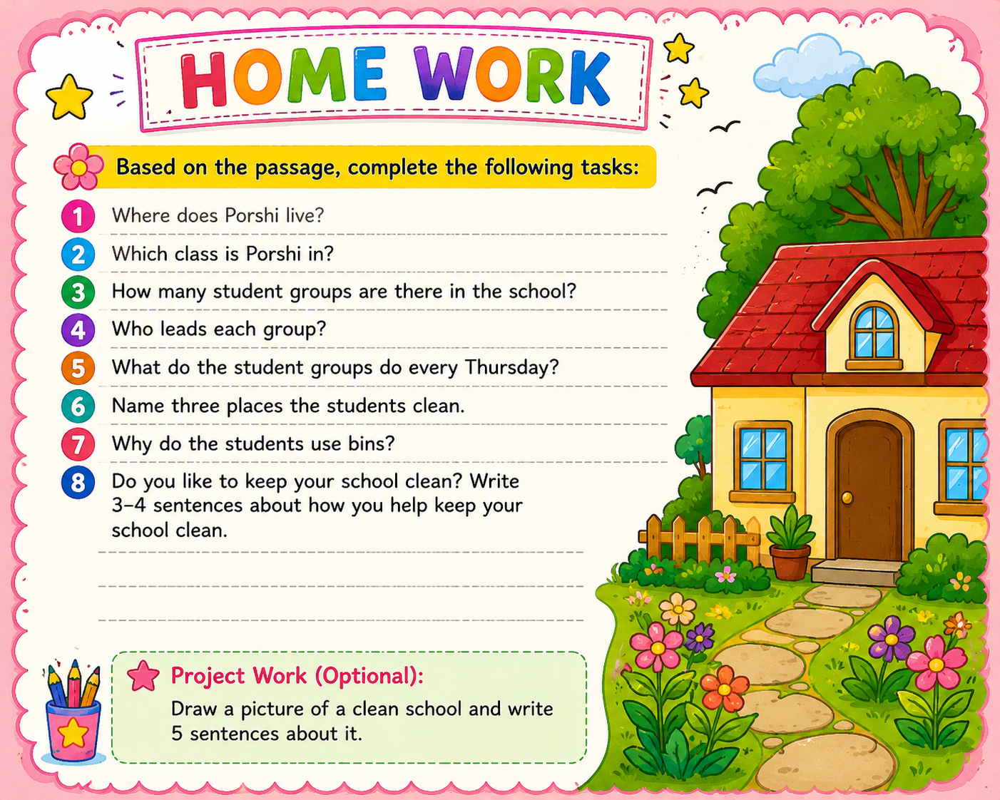 HOME WORK
Based on the passage, complete the following tasks:
1 Where does Porshi live?
2 Which class is Porshi in?
3 How many student groups are there in the school?
4 Who leads each group?
5 What do the student groups do every Thursday?
6 Name three places the students clean.
7 Why do the students use bins?
8 Do you like to keep your school clean? Write
3–4 sentences about how you help keep your
school clean.
Project Work (Optional):
Draw a picture of a clean school and write
5 sentences about it.